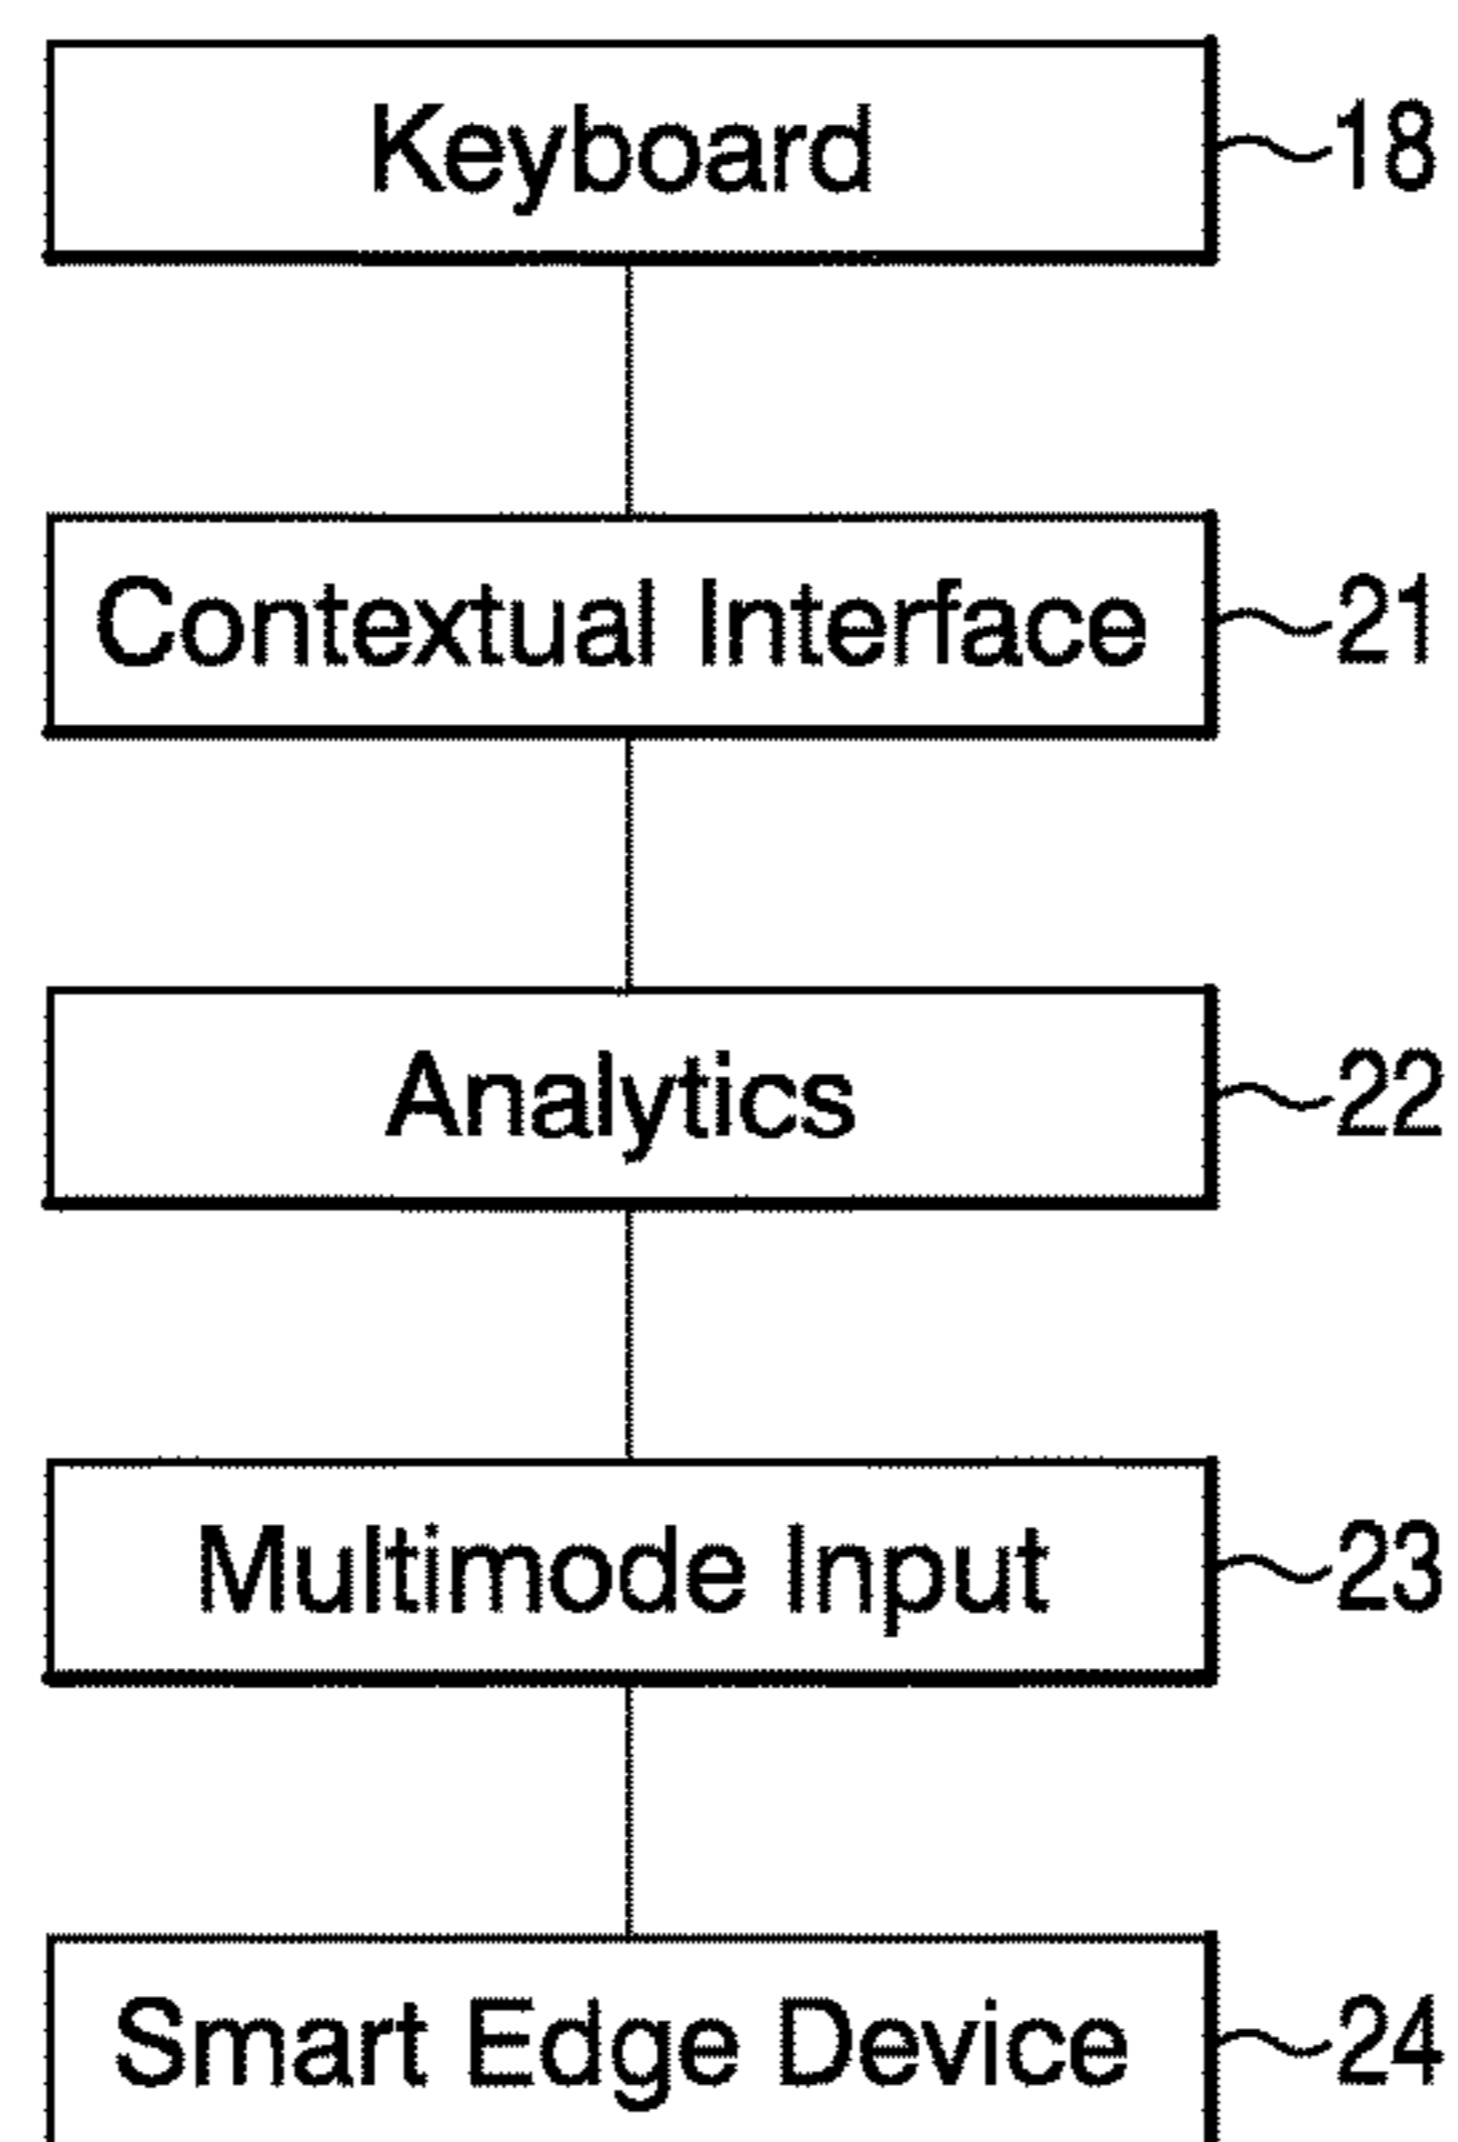 Keyboard 18
Contextual Interface 21
Analytics 22
Multimode Input 23
Smart Edge Device 24